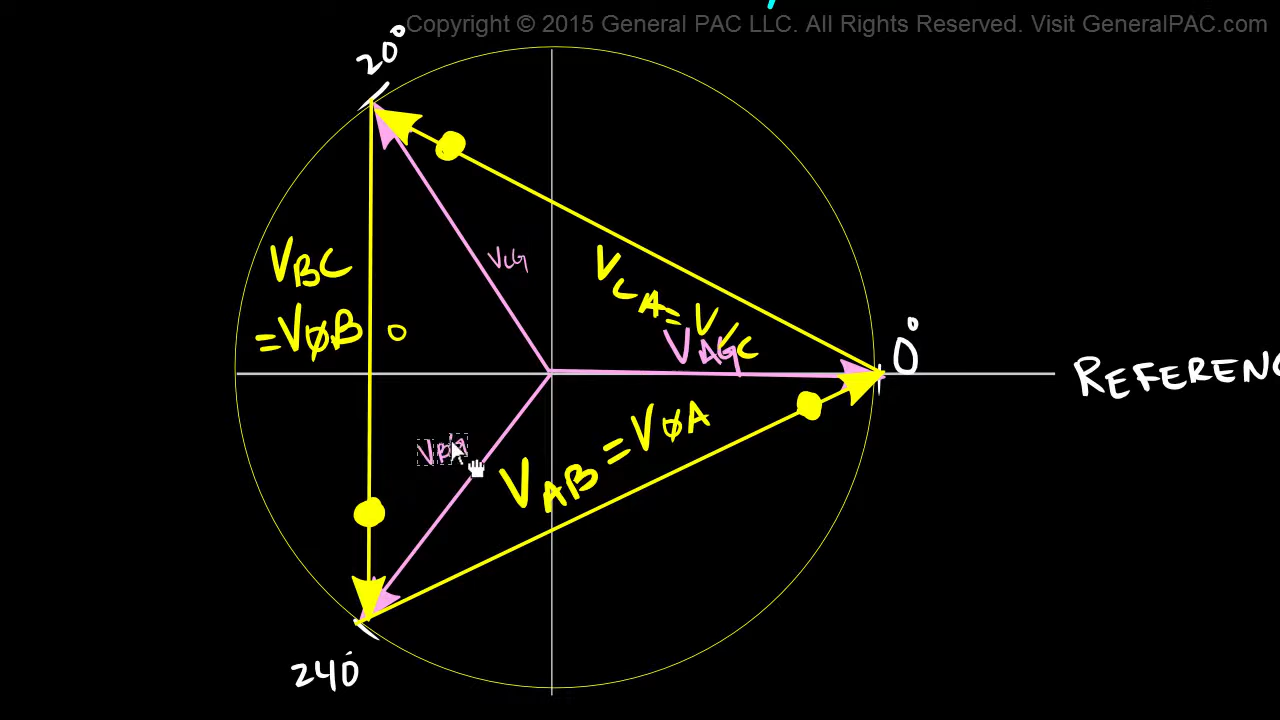 Copyright © 2015 General PAC LLC. All Rights Reserved. Visit GeneralPAC.com
20°
VCG
VBC
=VØB
VCA=V
C
VAG
0°
REFERENC
VAB=VØA
240°